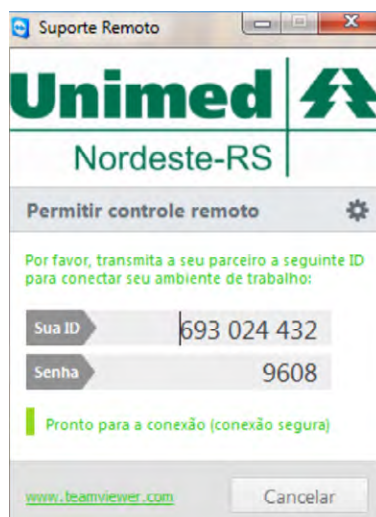 Suporte Remoto
Unimed
Nordeste-RS
Permitir controle remoto
Por favor, transmita a seu parceiro a seguinte ID
para conectar seu ambiente de trabalho:
Sua ID 693 024 432
Senha 9608
Pronto para a conexão (conexão segura)
www.teamviewer.com Cancelar